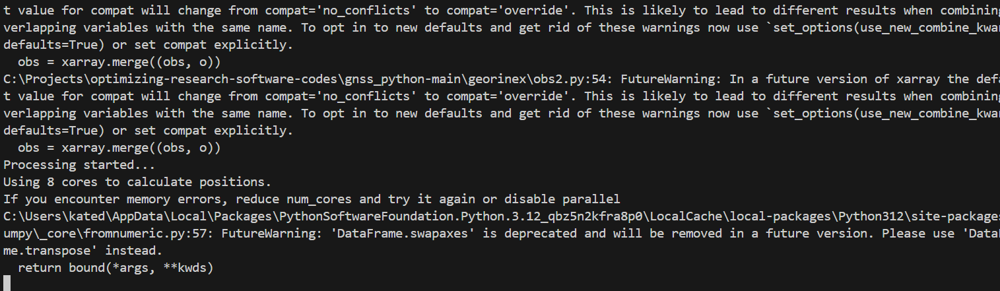 t value for compat will change from compat='no_conflicts' to compat='override'. This is likely to lead to different results when combining
verlapping variables with the same name. To opt in to new defaults and get rid of these warnings now use `set_options(use_new_combine_kwar
defaults=True) or set compat explicitly.
  obs = xarray.merge((obs, o))
C:\Projects\optimizing-research-software-codes\gnss_python-main\georinex\obs2.py:54: FutureWarning: In a future version of xarray the defa
t value for compat will change from compat='no_conflicts' to compat='override'. This is likely to lead to different results when combining
verlapping variables with the same name. To opt in to new defaults and get rid of these warnings now use `set_options(use_new_combine_kwar
defaults=True) or set compat explicitly.
  obs = xarray.merge((obs, o))
Processing started...
Using 8 cores to calculate positions.
If you encounter memory errors, reduce num_cores and try it again or disable parallel
C:\Users\kated\AppData\Local\Packages\PythonSoftwareFoundation.Python.3.12_qbz5n2kfra8p0\LocalCache\local-packages\Python312\site-packages
umpy\_core\fromnumeric.py:57: FutureWarning: 'DataFrame.swapaxes' is deprecated and will be removed in a future version. Please use 'DataF
me.transpose' instead.
  return bound(*args, **kwds)